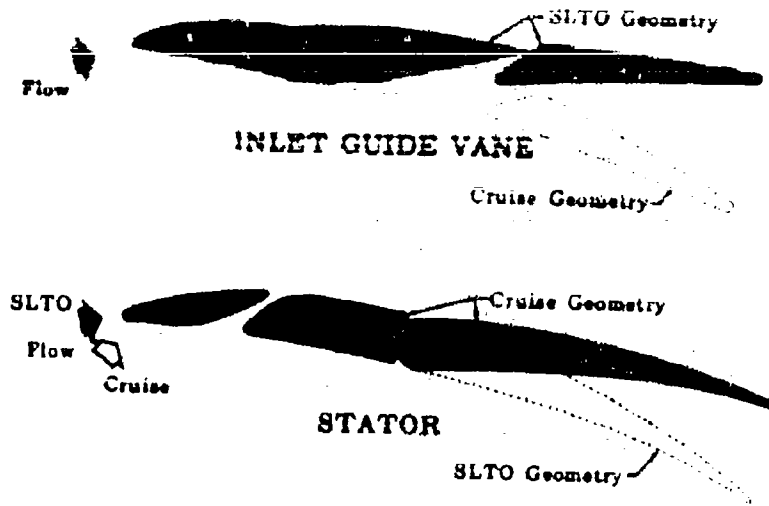 SLTO Geometry
Flow
INLET GUIDE VANE
Cruise Geometry
SLTO
Cruise Geometry
Flow
Cruise
STATOR
SLTO Geometry